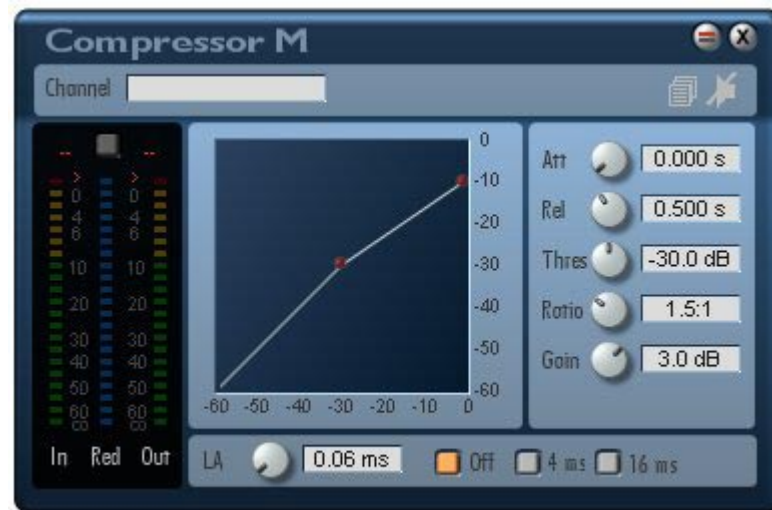 Compressor M
Channel
-- --
> 0 4 6 10 20 30 40 50 60 ∞
> 0 4 6 10 20 30 40 50 60 ∞
In Red Out
0
-10
-20
-30
-40
-50
-60
-60 -50 -40 -30 -20 -10 0
Att 0.000 s
Rel 0.500 s
Thres -30.0 dB
Ratio 1.5:1
Gain 3.0 dB
LA 0.06 ms Off 4 ms 16 ms